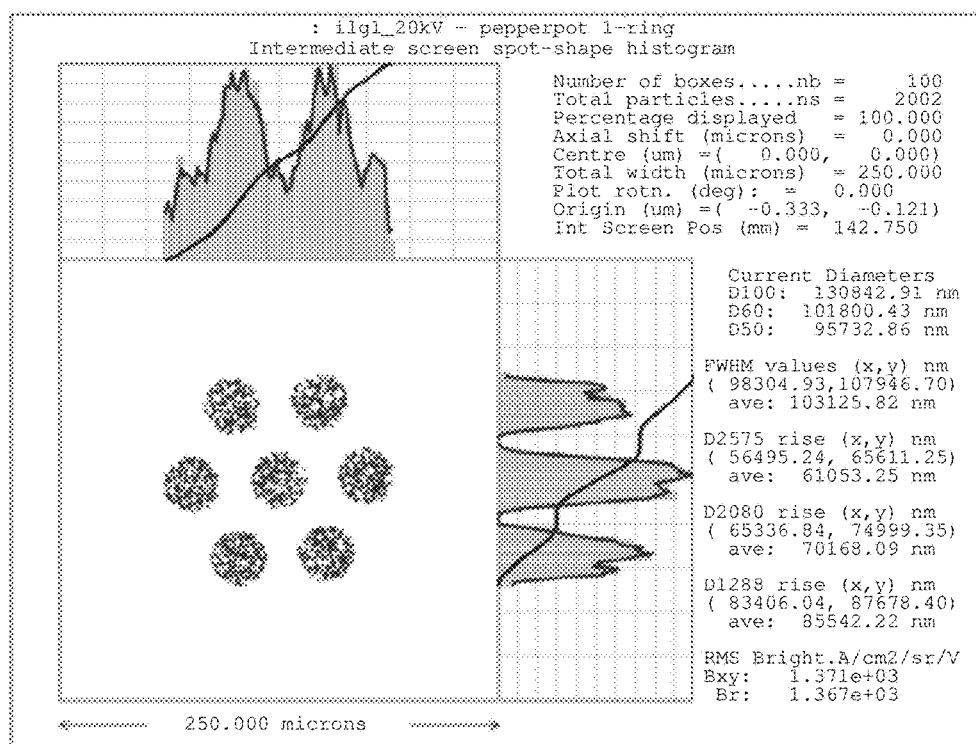 : ilgl_20kV - pepperpot 1-ring
Intermediate screen spot-shape histogram
Number of boxes.....nb = 100
Total particles.....ns = 2002
Percentage displayed = 100.000
Axial shift (microns) = 0.000
Centre (um) =( 0.000, 0.000)
Total width (microns) = 250.000
Plot rotn. (deg): = 0.000
Origin (um) =( -0.333, -0.121)
Int Screen Pos (mm) = 142.750
Current Diameters
D100: 130842.91 nm
D60: 101800.43 nm
D50: 95732.86 nm
FWHM values (x,y) nm
( 98304.93,107946.70)
ave: 103125.82 nm
D2575 rise (x,y) nm
( 56495.24, 65611.25)
ave: 61053.25 nm
D2080 rise (x,y) nm
( 65336.84, 74999.35)
ave: 70168.09 nm
D1288 rise (x,y) nm
( 83406.04, 87678.40)
ave: 85542.22 nm
RMS Bright.A/cm2/sr/V
Bxy: 1.371e+03
Br: 1.367e+03
250.000 microns